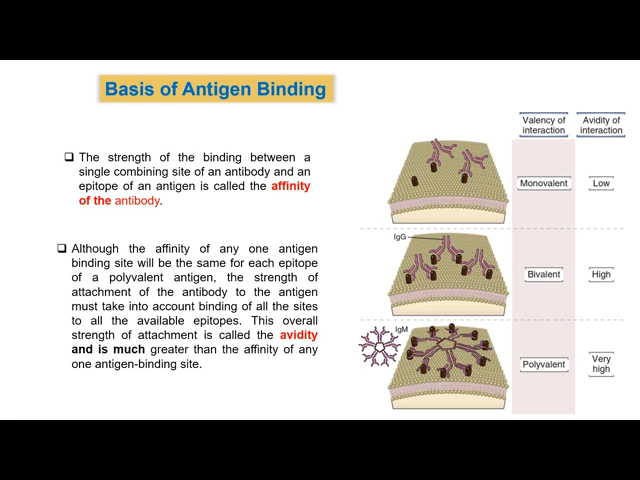 Basis of Antigen Binding
❑ The strength of the binding between a
single combining site of an antibody and an
epitope of an antigen is called the affinity
of the antibody.
❑ Although the affinity of any one antigen
binding site will be the same for each epitope
of a polyvalent antigen, the strength of
attachment of the antibody to the antigen
must take into account binding of all the sites
to all the available epitopes. This overall
strength of attachment is called the avidity
and is much greater than the affinity of any
one antigen-binding site.
Valency of
interaction
Avidity of
interaction
Monovalent
Low
IgG
Bivalent
High
IgM
Polyvalent
Very
high